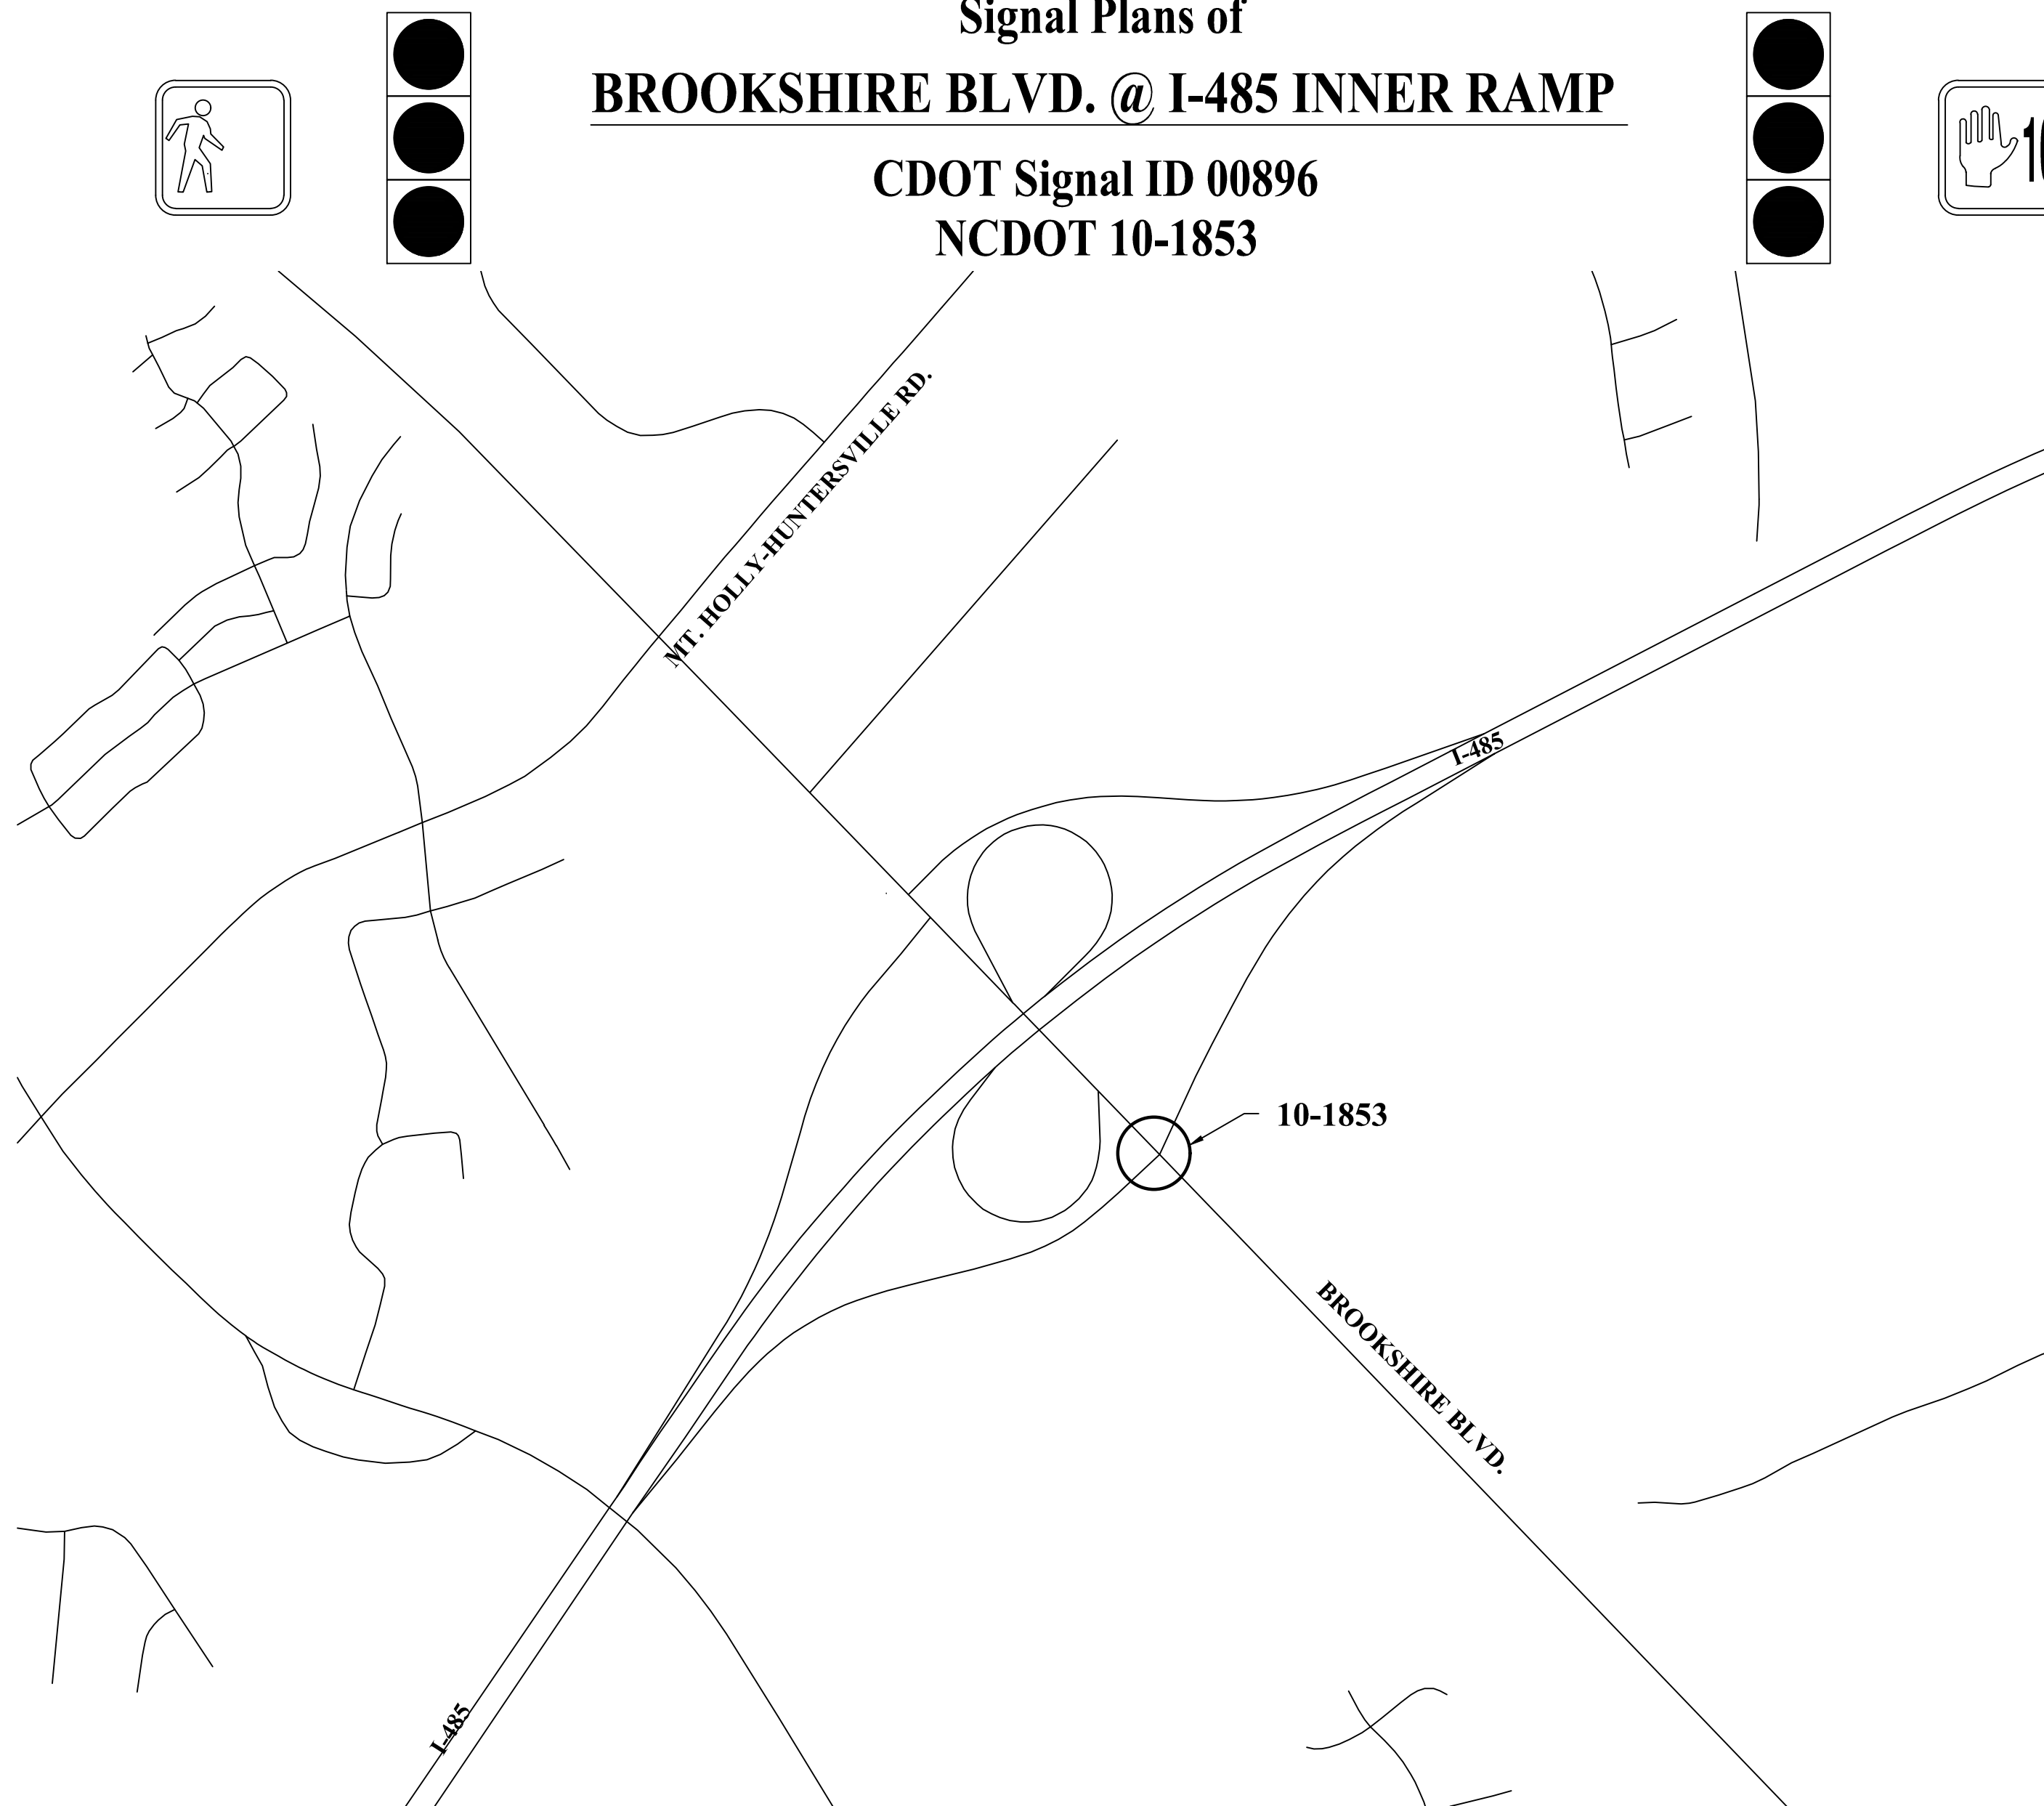 Signal Plans of
BROOKSHIRE BLVD. @ I-485 INNER RAMP
CDOT Signal ID 00896
NCDOT 10-1853
MT. HOLLY-HUNTERSVILLE RD.
I-485
10-1853
BROOKSHIRE BLVD.
I-485